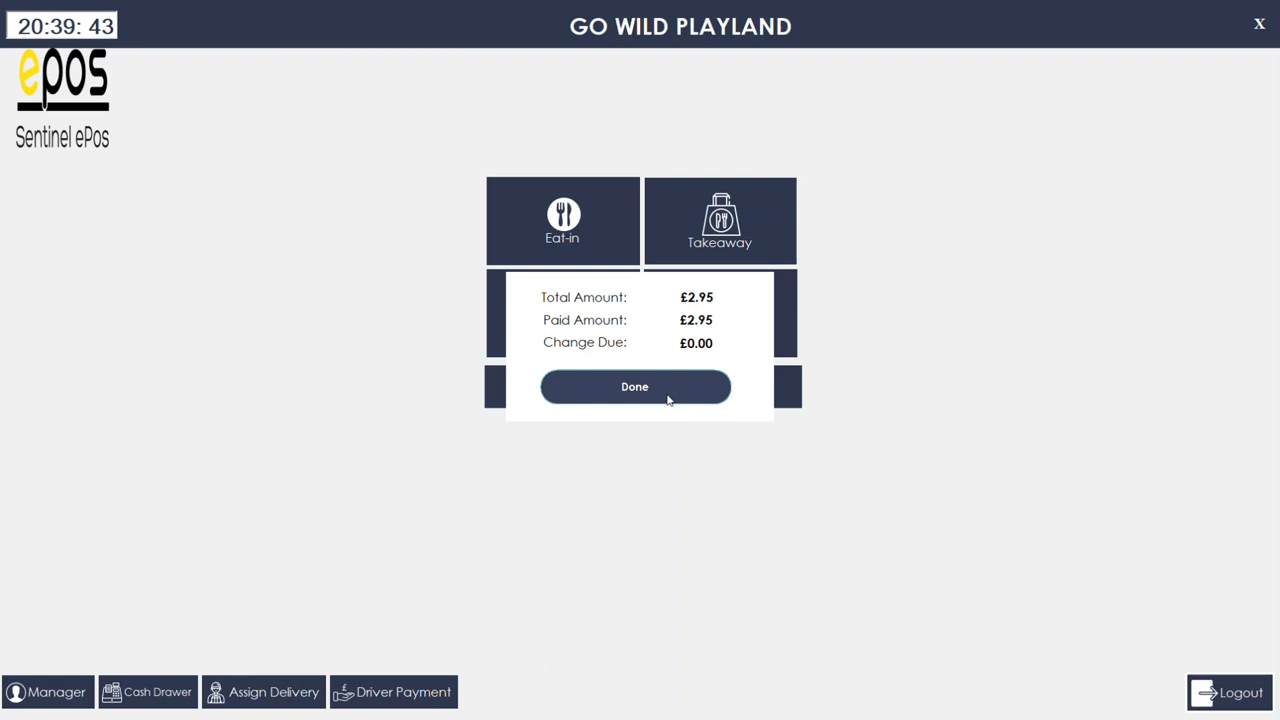 20:39: 43
GO WILD PLAYLAND
X
epos
Sentinel ePos
Eat-in
Takeaway
Total Amount: £2.95
Paid Amount: £2.95
Change Due: £0.00
Done
Manager
Cash Drawer
Assign Delivery
£ Driver Payment
Logout